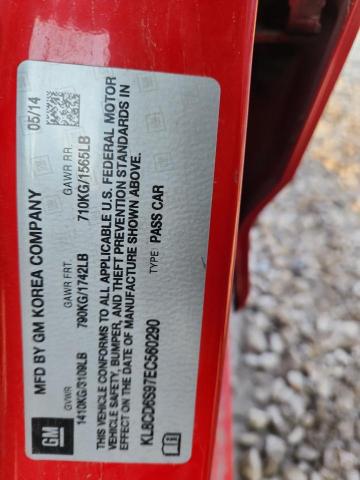 MFD BY GM KOREA COMPANY 05/14
GVWR GAWR FRT. GAWR RR.
1410KG/3109LB 790KG/1742LB 710KG/1565LB
THIS VEHICLE CONFORMS TO ALL APPLICABLE U.S. FEDERAL MOTOR
VEHICLE SAFETY, BUMPER, AND THEFT PREVENTION STANDARDS IN
EFFECT ON THE DATE OF MANUFACTURE SHOWN ABOVE.
KL8CD6S97EC560290 TYPE: PASS CAR
GM